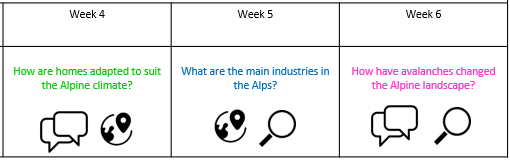 Week 4
Week 5
Week 6
How are homes adapted to suit
the Alpine climate?
What are the main industries in
the Alps?
How have avalanches changed
the Alpine landscape?